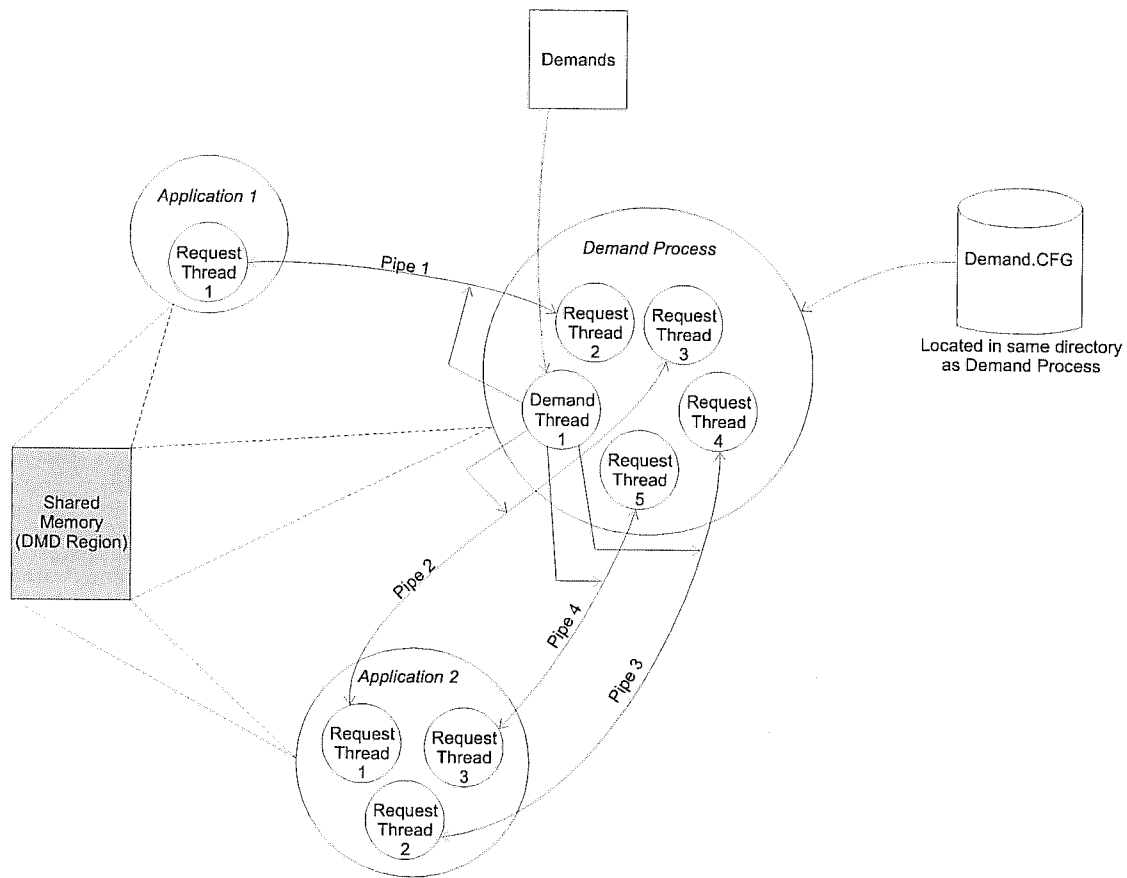 Demands
Application 1
Request
Thread
1
Pipe 1
Demand Process
Request
Thread
2
Request
Thread
3
Demand
Thread
1
Request
Thread
4
Request
Thread
5
Demand.CFG
Located in same directory
as Demand Process
Shared
Memory
(DMD Region)
Pipe 2
Pipe 4
Pipe 3
Application 2
Request
Thread
1
Request
Thread
3
Request
Thread
2